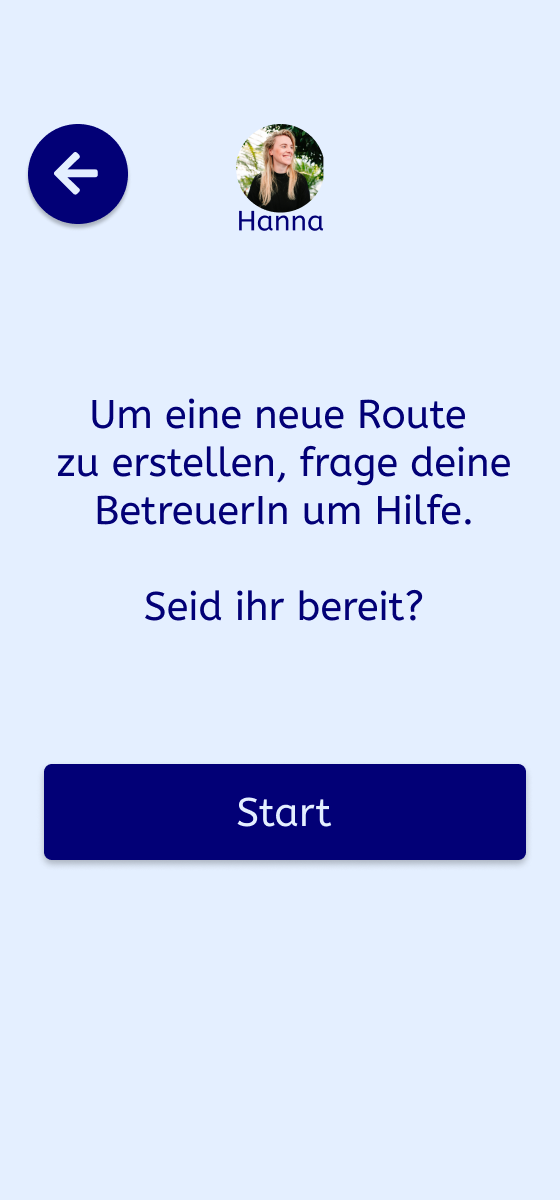 Hanna
Um eine neue Route
zu erstellen, frage deine
BetreuerIn um Hilfe.
Seid ihr bereit?
Start